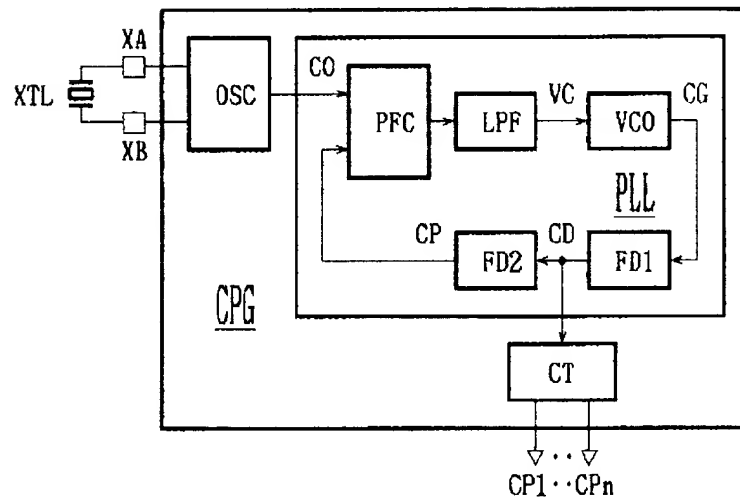 XA
XTL
XB
OSC
CO
PFC
LPF
VC
VCO
CG
PLL
CP
FD2
CD
FD1
CPG
CT
CP1··CPn